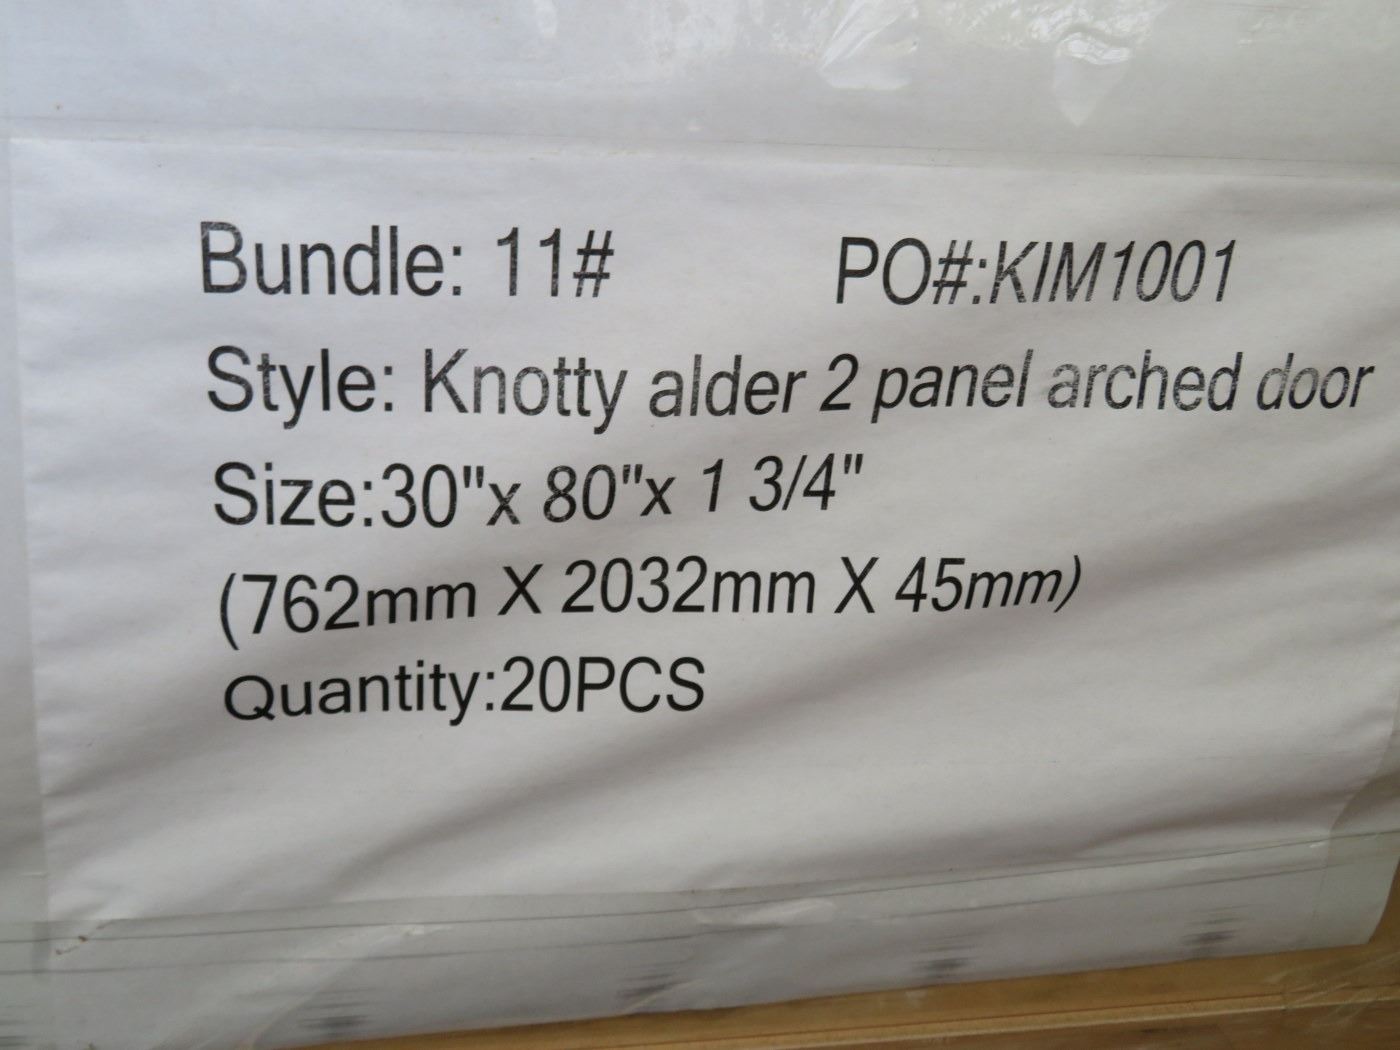 Bundle: 11# PO#:KIM1001
Style: Knotty alder 2 panel arched door
Size:30"x 80"x 1 3/4"
(762mm X 2032mm X 45mm)
Quantity:20PCS